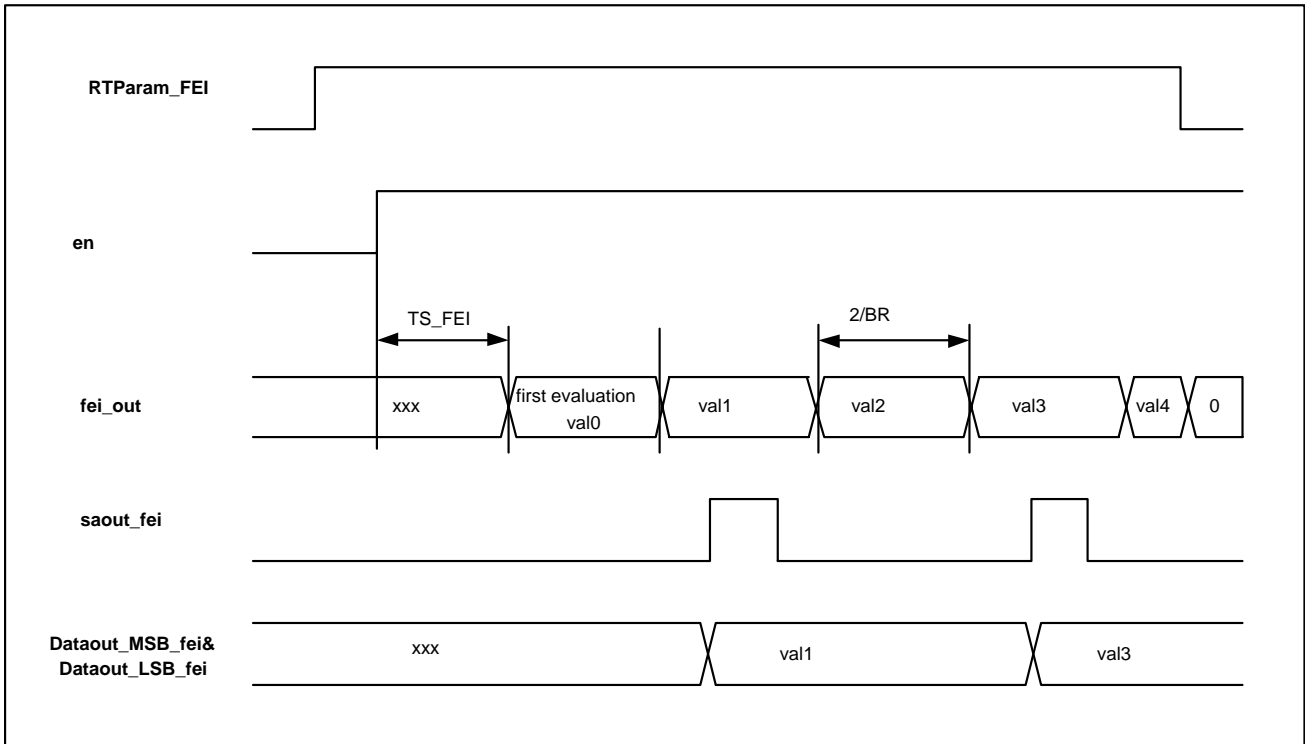 RTParam_FEI
en
TS_FEI
2/BR
fei_out
xxx
first evaluation
val0
val1
val2
val3
val4
0
saout_fei
Dataout_MSB_fei&
Dataout_LSB_fei
xxx
val1
val3